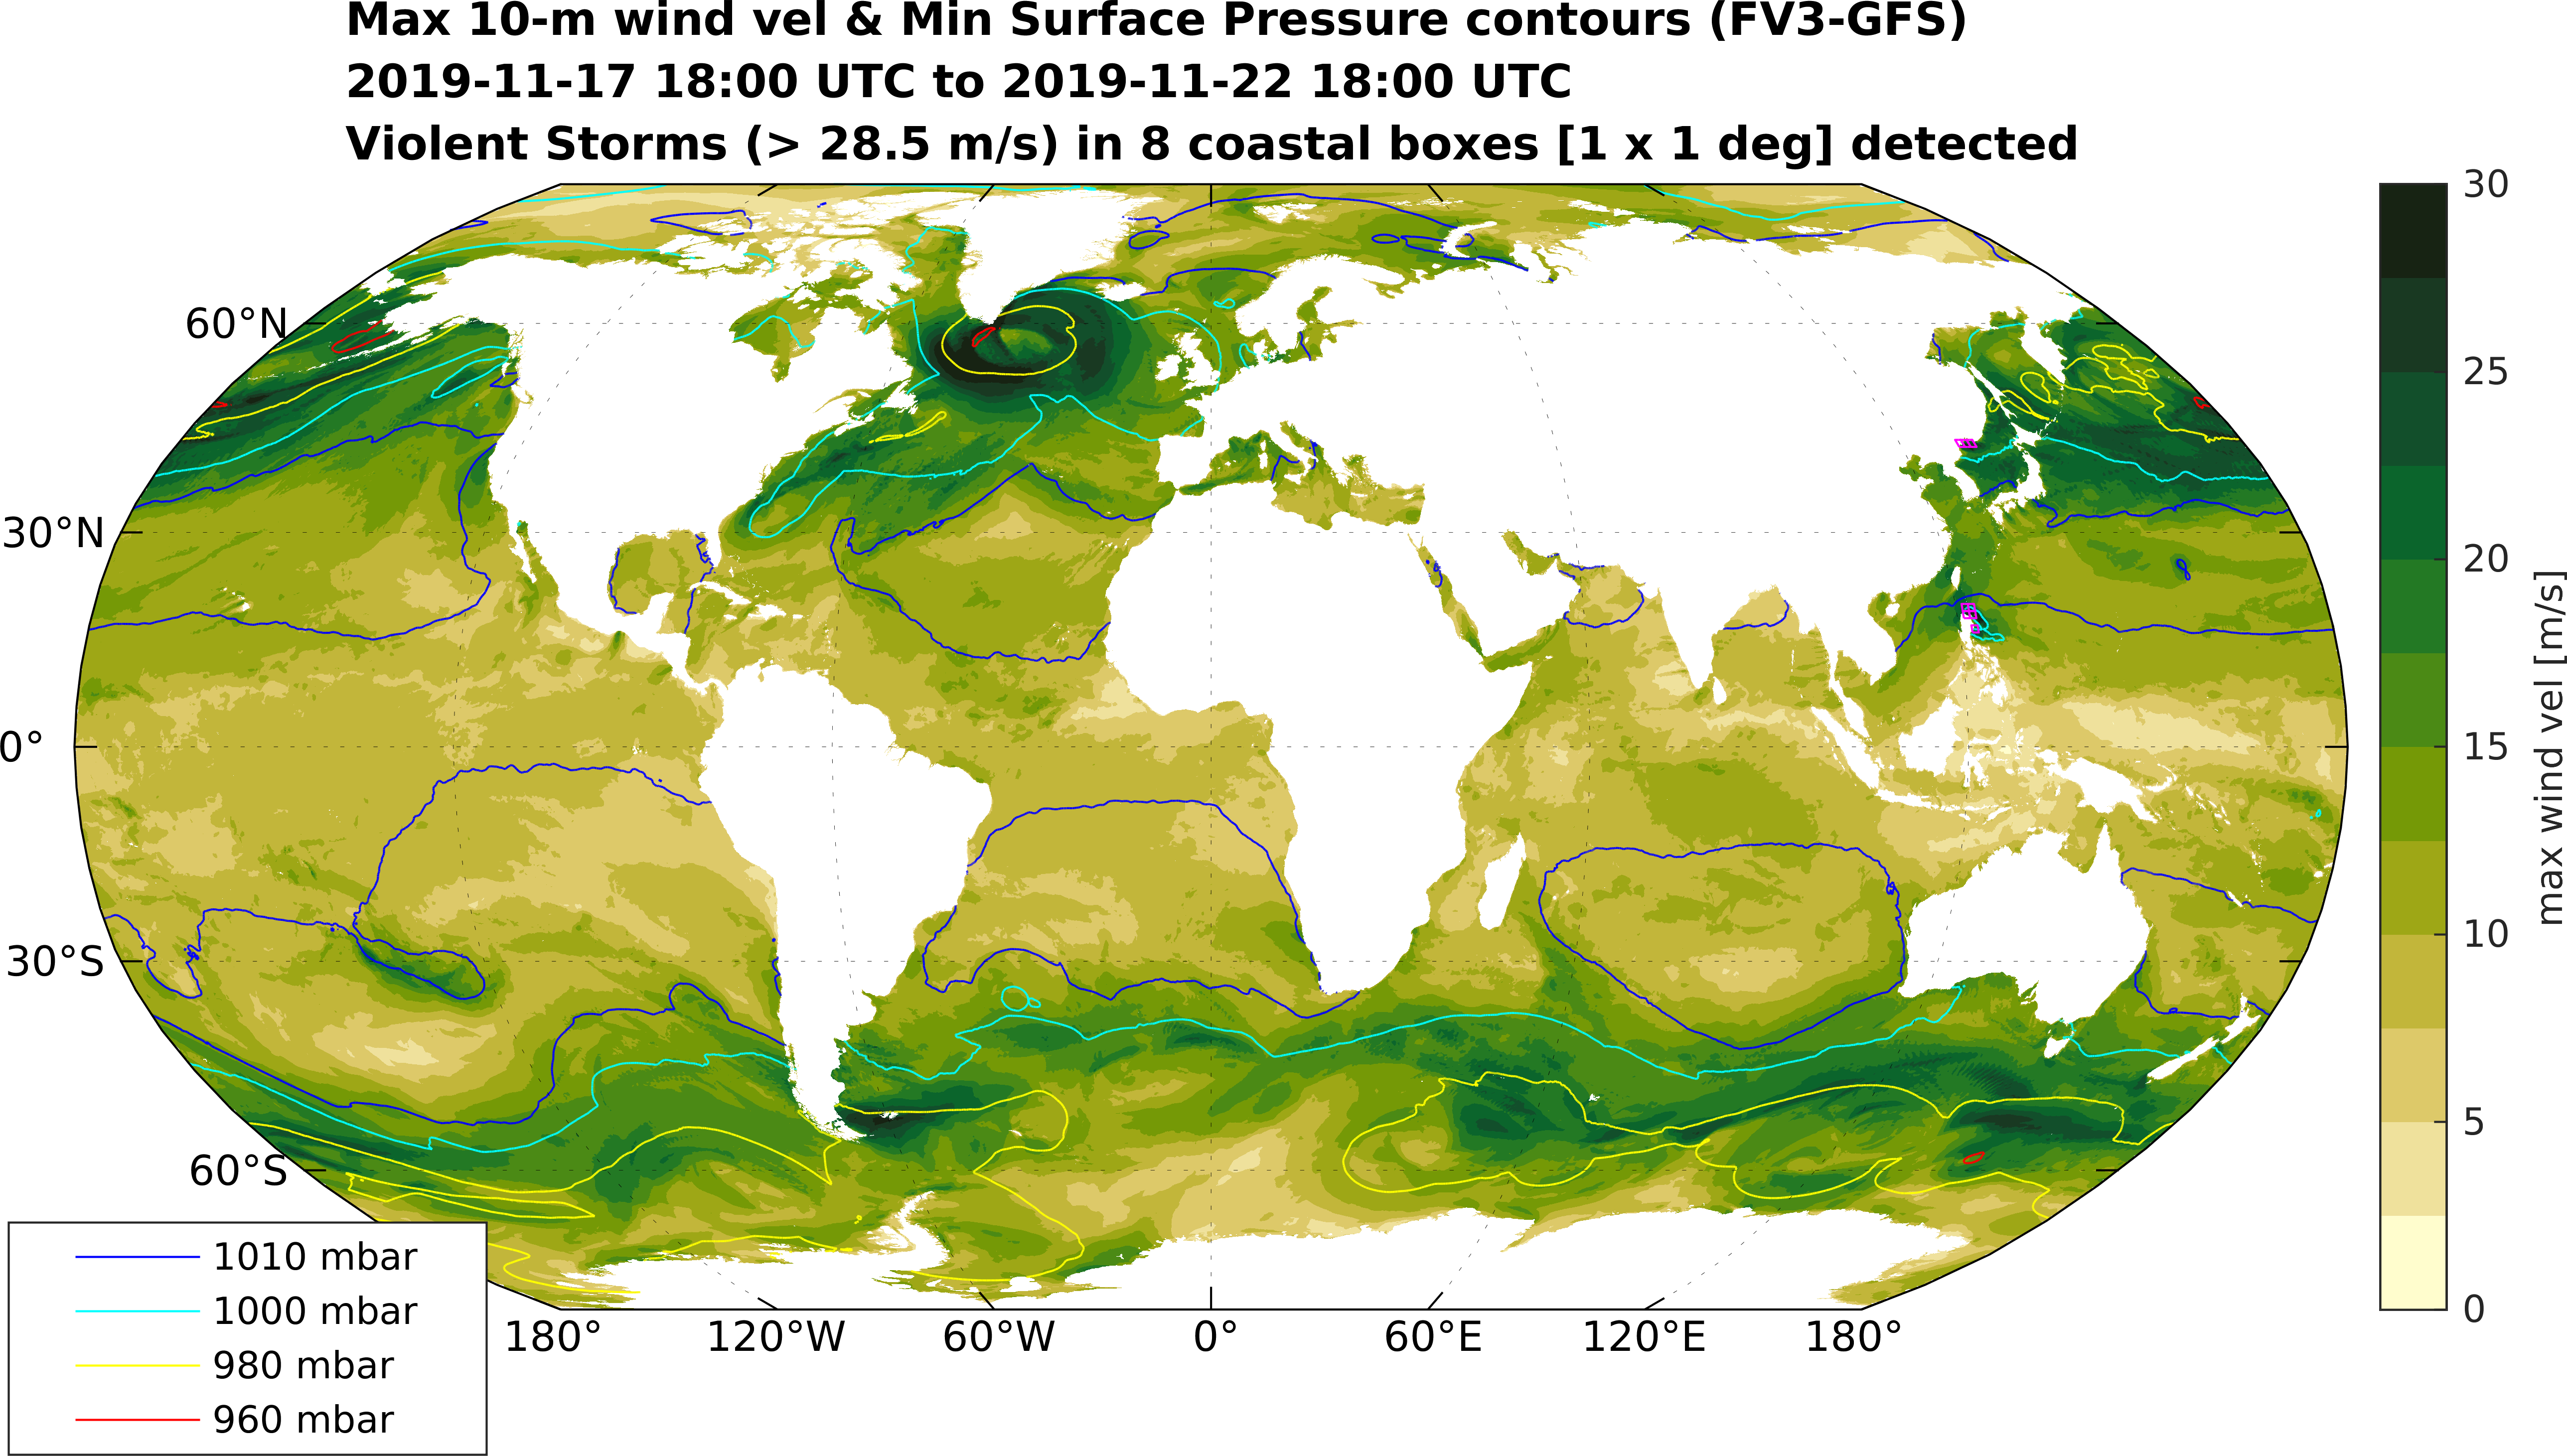 Max 10-m wind vel & Min Surface Pressure contours (FV3-GFS)
2019-11-17 18:00 UTC to 2019-11-22 18:00 UTC
Violent Storms (> 28.5 m/s) in 8 coastal boxes [1 x 1 deg] detected
60°N
30°N
0°
30°S
60°S
180°
120°W
60°W
0°
60°E
120°E
180°
1010 mbar
1000 mbar
980 mbar
960 mbar
30
25
20
15
10
5
0
max wind vel [m/s]